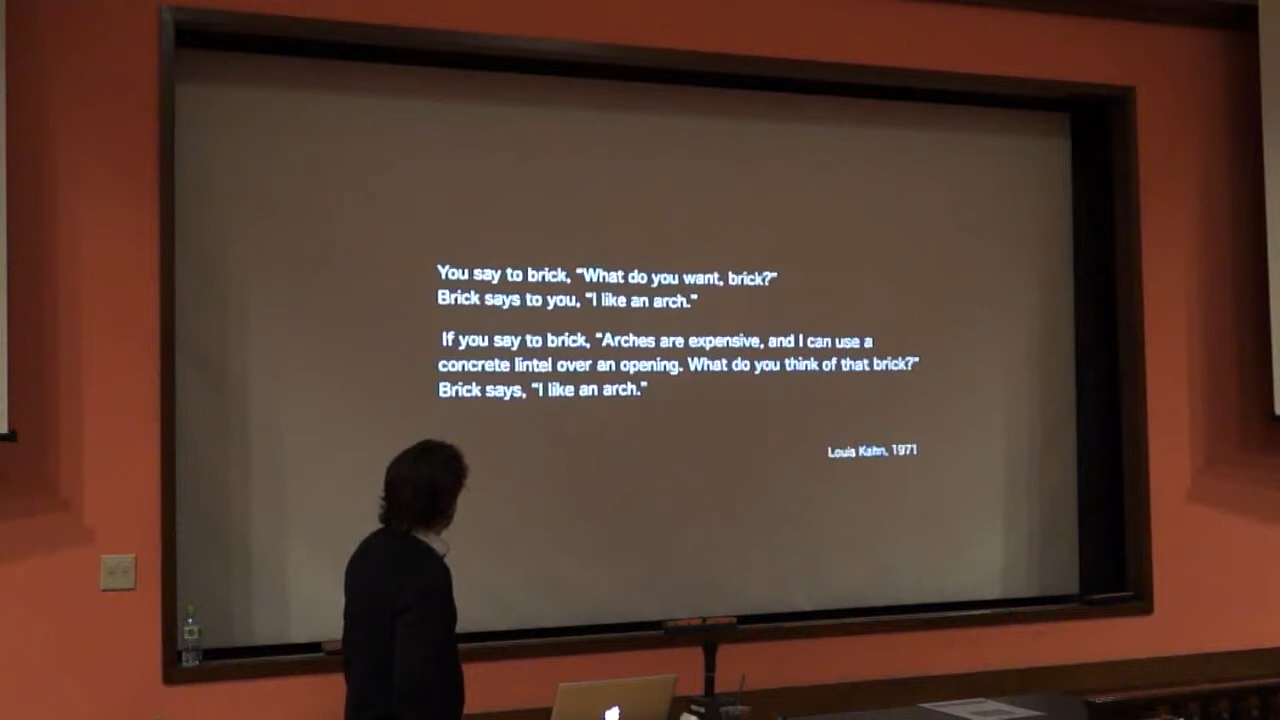 You say to brick, “What do you want, brick?”
Brick says to you, “I like an arch.”
If you say to brick, “Arches are expensive, and I can use a
concrete lintel over an opening. What do you think of that brick?”
Brick says, “I like an arch.”
Louis Kahn, 1971